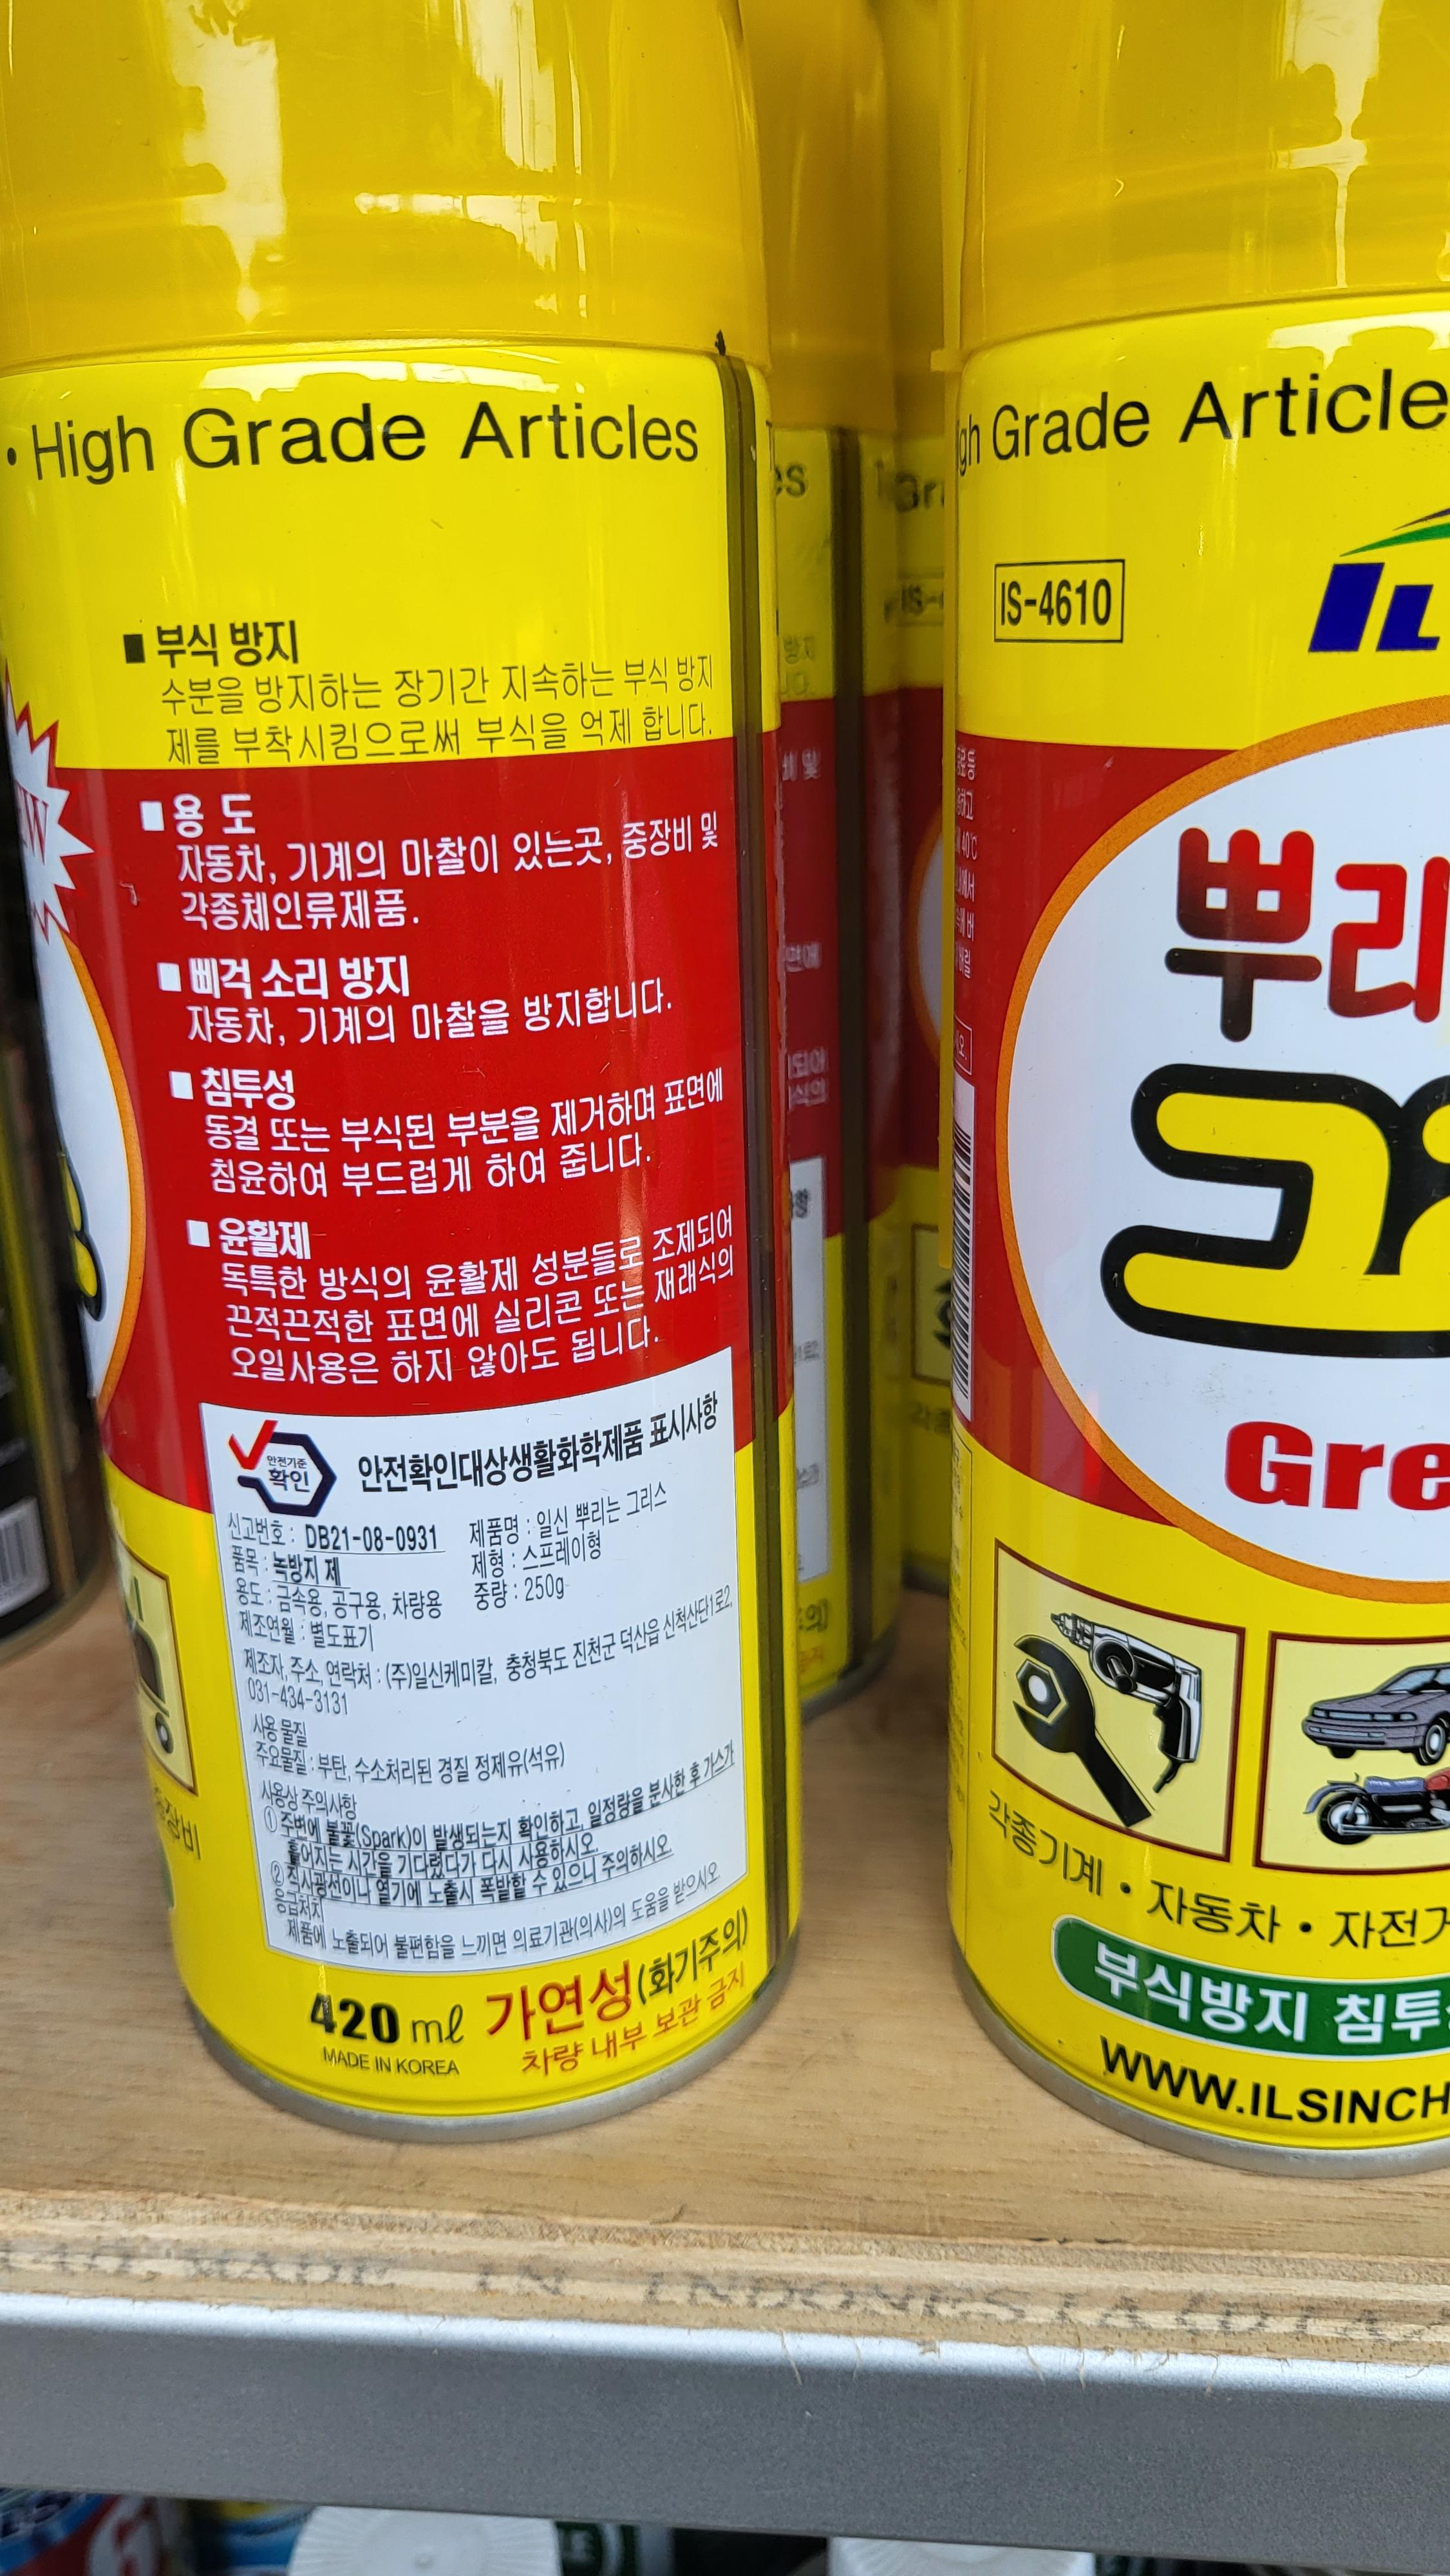 • High Grade Articles
■ 부식 방지
수분을 방지하는 장기간 지속하는 부식 방지
제를 부착시킴으로써 부식을 억제 합니다.
■ 용 도
자동차, 기계의 마찰이 있는곳, 중장비 및
각종체인류제품.
■ 삐걱 소리 방지
자동차, 기계의 마찰을 방지합니다.
■ 침투성
동결 또는 부식된 부분을 제거하며 표면에
침윤하여 부드럽게 하여 줍니다.
■ 윤활제
독특한 방식의 윤활제 성분들로 조제되어
끈적끈적한 표면에 실리콘 또는 재래식의
오일사용은 하지 않아도 됩니다.
안전기준
확인
안전확인대상생활화학제품 표시사항
신고번호 : DB21-08-0931 제품명 : 일신 뿌리는 그리스
품목 : 녹방지 제 제형 : 스프레이형
용도 : 금속용, 공구용, 차량용 중량 : 250g
제조연월 : 별도표기
제조자, 주소, 연락처 : (주)일신케미칼, 충청북도 진천군 덕산읍 신척산단1로2,
031-434-3131
사용 물질
주요물질 : 부탄, 수소처리된 경질 정제유(석유)
사용상 주의사항
① 주변에 불꽃(Spark)이 발생되는지 확인하고, 일정량을 분사한 후 가스가
흩어지는 시간을 기다렸다가 다시 사용하시오.
② 직사광선이나 열기에 노출시 폭발할 수 있으니 주의하시오.
응급처치
제품에 노출되어 불편함을 느끼면 의료기관(의사)의 도움을 받으시오.
420 ml 가연성(화기주의)
MADE IN KOREA 차량 내부 보관 금지
장비
gh Grade Article
IS-4610
IL
뿌리
Gre
각종기계 • 자동차 • 자전거
부식방지 침투
WWW.ILSINCH
MADE IN INDONESIA